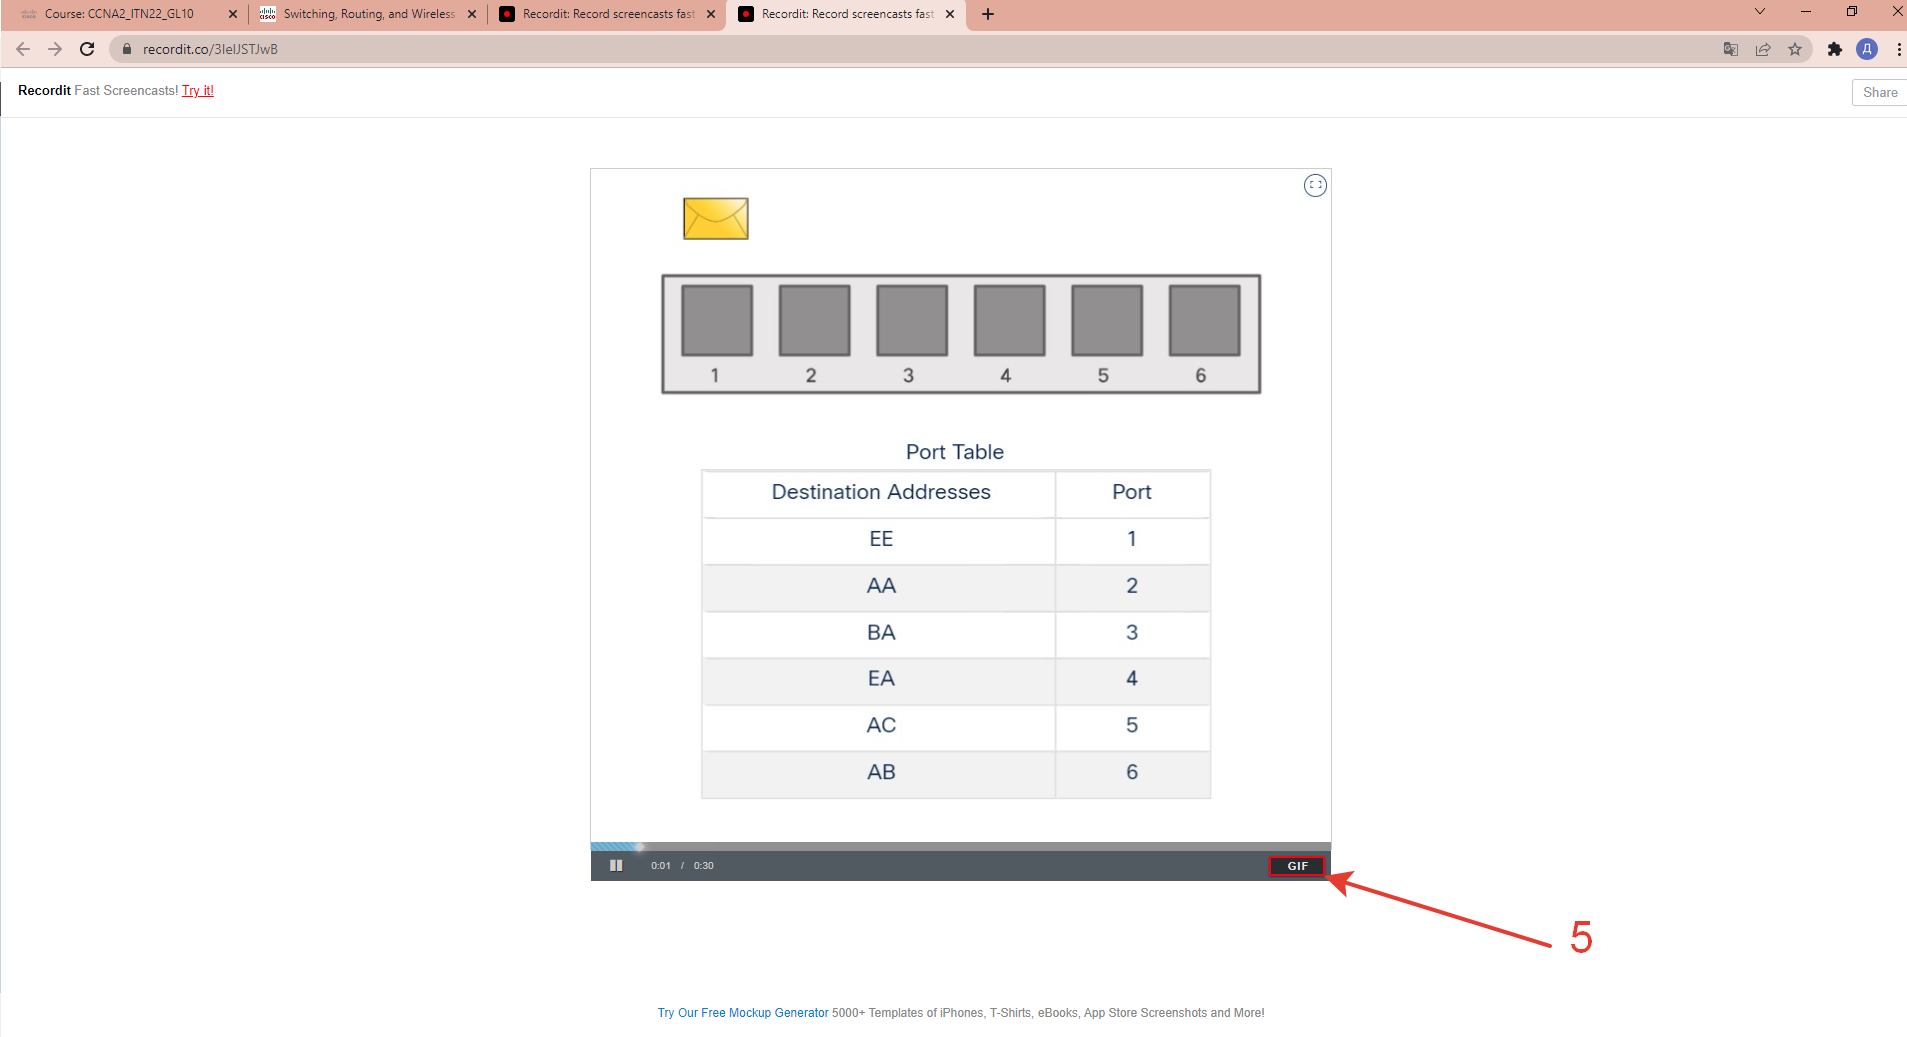 Course: CCNA2_ITN22_GL10
Switching, Routing, and Wireless
Recordit: Record screencasts fast
Recordit: Record screencasts fast
recordit.co/3IeIJSTJwB
Д
Recordit Fast Screencasts! Try it!
Share
1 2 3 4 5 6
Port Table
Destination Addresses Port
EE 1
AA 2
BA 3
EA 4
AC 5
AB 6
0:01 / 0:30
GIF
5
Try Our Free Mockup Generator 5000+ Templates of iPhones, T-Shirts, eBooks, App Store Screenshots and More!